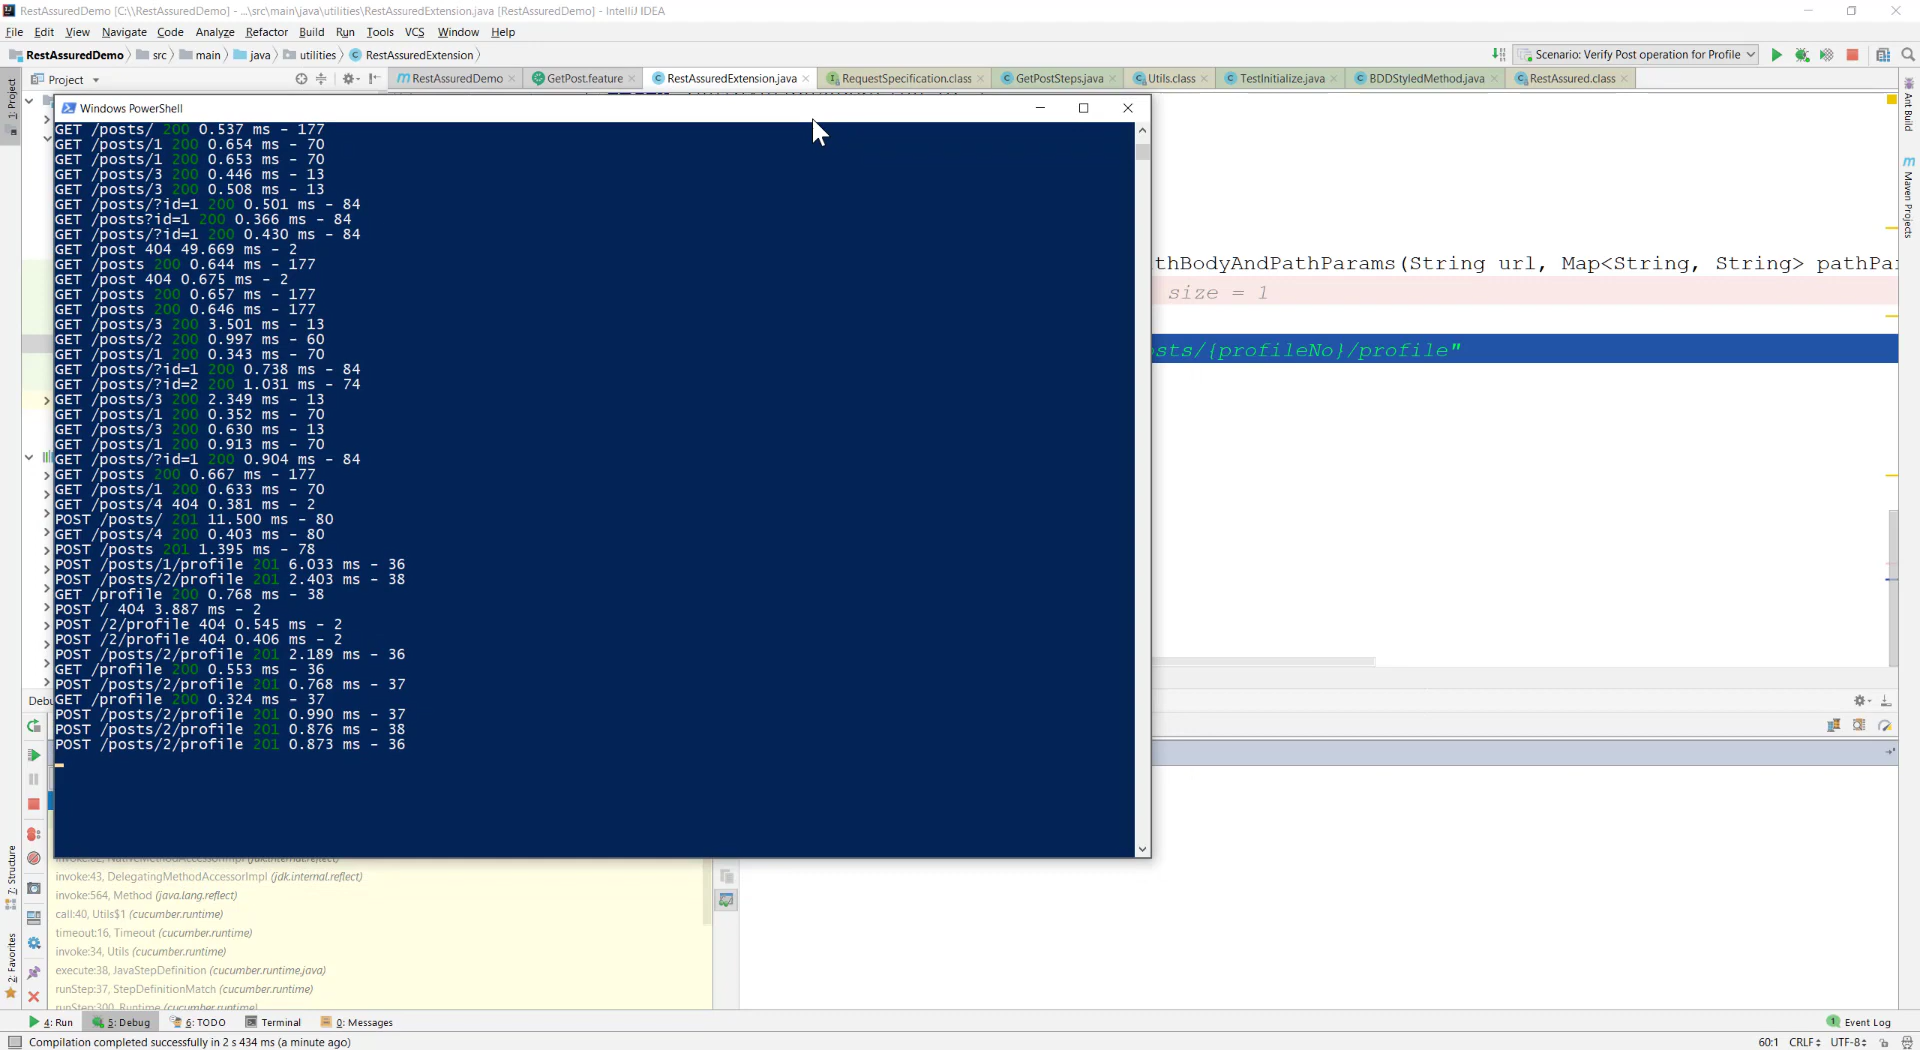 RestAssuredDemo [C:\\RestAssuredDemo] - ...\src\main\java\utilities\RestAssuredExtension.java [RestAssuredDemo] - IntelliJ IDEA
File Edit View Navigate Code Analyze Refactor Build Run Tools VCS Window Help
RestAssuredDemo src main java utilities RestAssuredExtension Scenario: Verify Post operation for Profile
Project RestAssuredDemo GetPost.feature RestAssuredExtension.java RequestSpecification.class GetPostSteps.java Utils.class TestInitialize.java BDDStyledMethod.java RestAssured.class
1: Project
Ant Build
Maven Projects
Windows PowerShell
GET /posts/ 200 0.537 ms - 177
GET /posts/1 200 0.654 ms - 70
GET /posts/1 200 0.653 ms - 70
GET /posts/3 200 0.446 ms - 13
GET /posts/3 200 0.508 ms - 13
GET /posts/?id=1 200 0.501 ms - 84
GET /posts?id=1 200 0.366 ms - 84
GET /posts/?id=1 200 0.430 ms - 84
GET /post 404 49.669 ms - 2
GET /posts 200 0.644 ms - 177
GET /post 404 0.675 ms - 2
GET /posts 200 0.657 ms - 177
GET /posts 200 0.646 ms - 177
GET /posts/3 200 3.501 ms - 13
GET /posts/2 200 0.997 ms - 60
GET /posts/1 200 0.343 ms - 70
GET /posts/?id=1 200 0.738 ms - 84
GET /posts/?id=2 200 1.031 ms - 74
GET /posts/3 200 2.349 ms - 13
GET /posts/1 200 0.352 ms - 70
GET /posts/3 200 0.630 ms - 13
GET /posts/1 200 0.913 ms - 70
GET /posts/?id=1 200 0.904 ms - 84
GET /posts 200 0.667 ms - 177
GET /posts/1 200 0.633 ms - 70
GET /posts/4 404 0.381 ms - 2
POST /posts/ 201 11.500 ms - 80
GET /posts/4 200 0.403 ms - 80
POST /posts 201 1.395 ms - 78
POST /posts/1/profile 201 6.033 ms - 36
POST /posts/2/profile 201 2.403 ms - 38
GET /profile 200 0.768 ms - 38
POST / 404 3.887 ms - 2
POST /2/profile 404 0.545 ms - 2
POST /2/profile 404 0.406 ms - 2
POST /posts/2/profile 201 2.189 ms - 36
GET /profile 200 0.553 ms - 36
POST /posts/2/profile 201 0.768 ms - 37
GET /profile 200 0.324 ms - 37
POST /posts/2/profile 201 0.990 ms - 37
POST /posts/2/profile 201 0.876 ms - 38
POST /posts/2/profile 201 0.873 ms - 36
thBodyAndPathParams(String url, Map<String, String> pathPar
size = 1
sts/{profileNo}/profile"
Debu
invoke:43, DelegatingMethodAccessorImpl (jdk.internal.reflect)
invoke:564, Method (java.lang.reflect)
call:40, Utils$1 (cucumber.runtime)
timeout:16, Timeout (cucumber.runtime)
invoke:34, Utils (cucumber.runtime)
execute:38, JavaStepDefinition (cucumber.runtime.java)
runStep:37, StepDefinitionMatch (cucumber.runtime)
runStep:300, Runtime (cucumber.runtime)
7: Structure
2: Favorites
4: Run 5: Debug 6: TODO Terminal 0: Messages 1 Event Log
Compilation completed successfully in 2 s 434 ms (a minute ago) 60:1 CRLF UTF-8